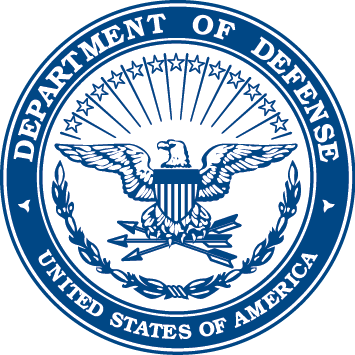 DEPARTMENT OF DEFENSE
UNITED STATES OF AMERICA